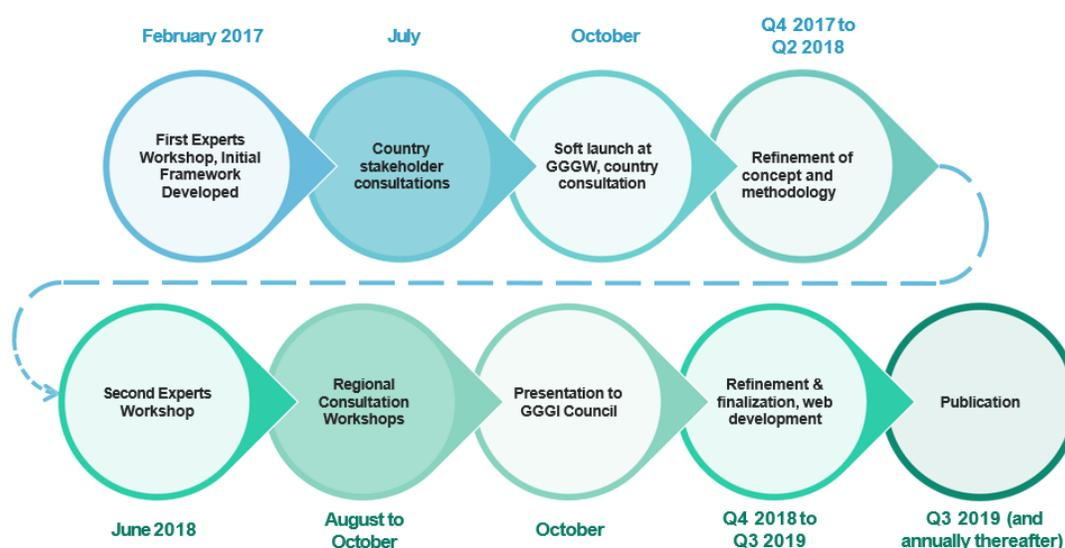 February 2017
July
October
Q4 2017 to
Q2 2018
First Experts
Workshop, Initial
Framework
Developed
Country
stakeholder
consultations
Soft launch at
GGGW, country
consultation
Refinement of
concept and
methodology
Second Experts
Workshop
Regional
Consultation
Workshops
Presentation to
GGGI Council
Refinement &
finalization, web
development
Publication
June 2018
August to
October
October
Q4 2018 to
Q3 2019
Q3 2019 (and
annually thereafter)